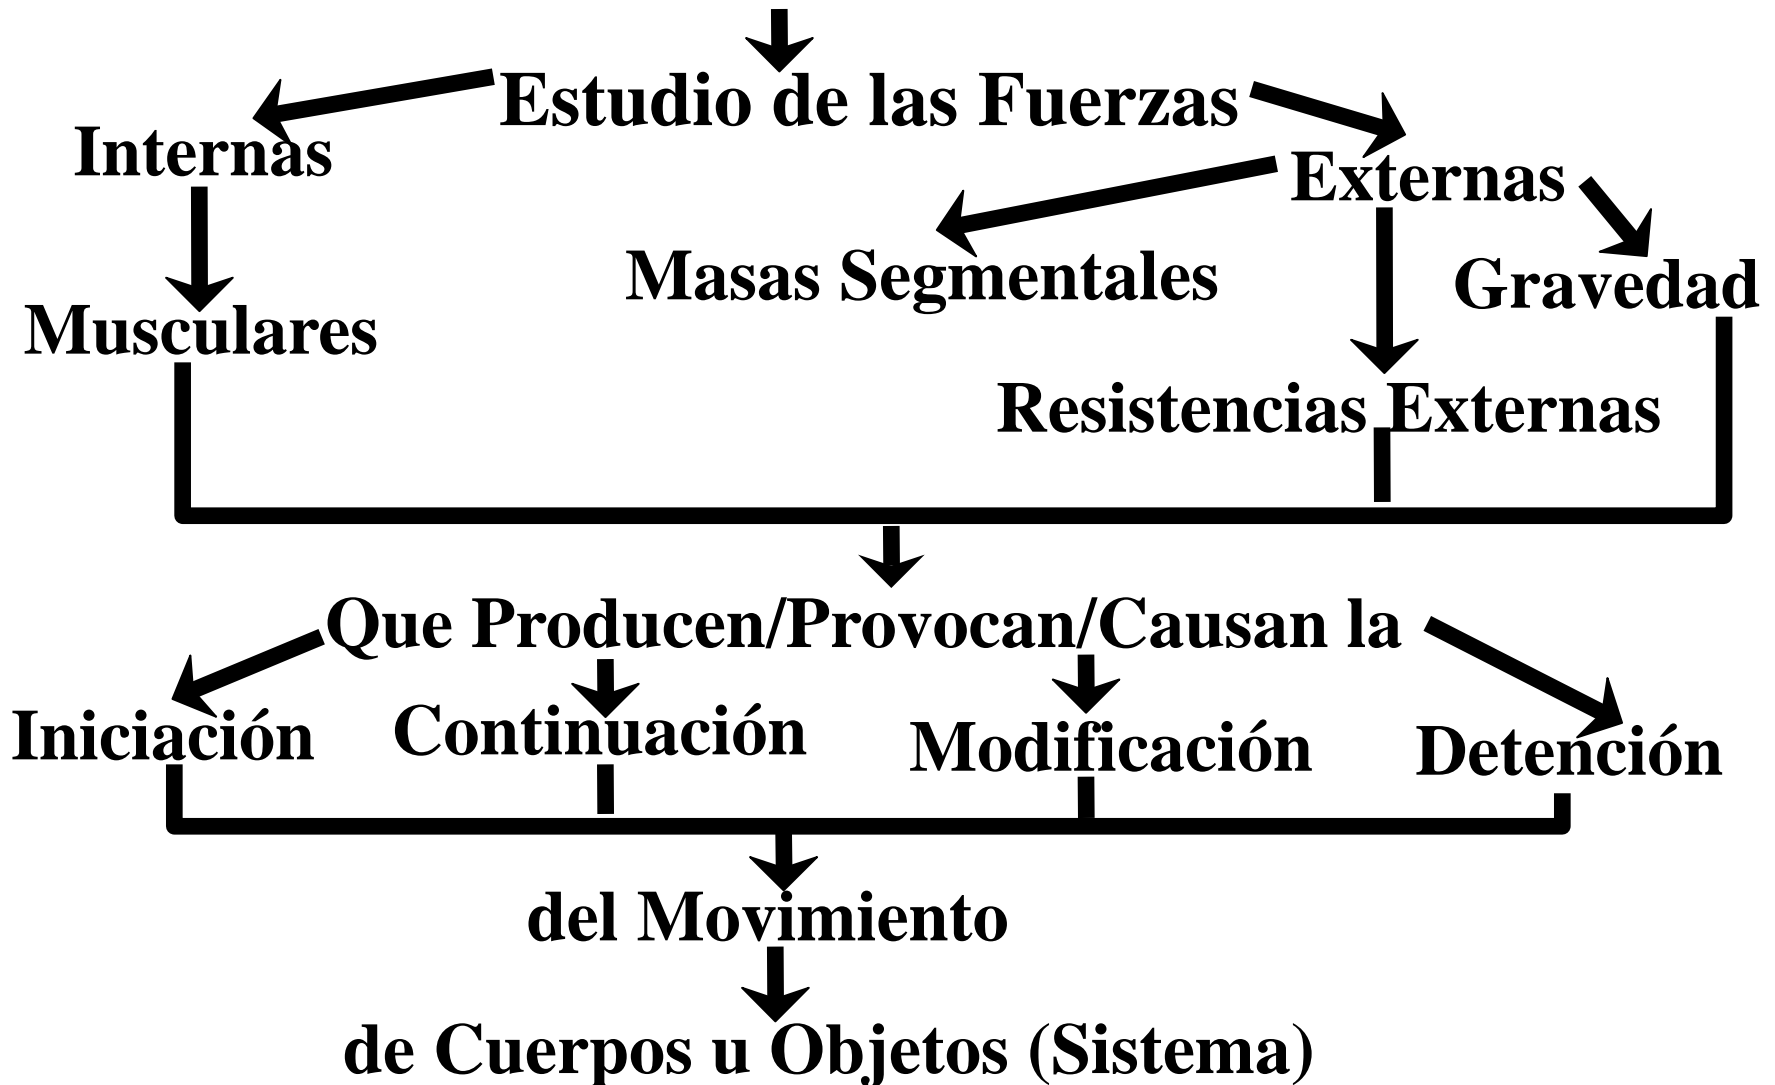 Estudio de las Fuerzas
Internas
Externas
Masas Segmentales
Gravedad
Musculares
Resistencias Externas
Que Producen/Provocan/Causan la
Iniciación
Continuación
Modificación
Detención
del Movimiento
de Cuerpos u Objetos (Sistema)